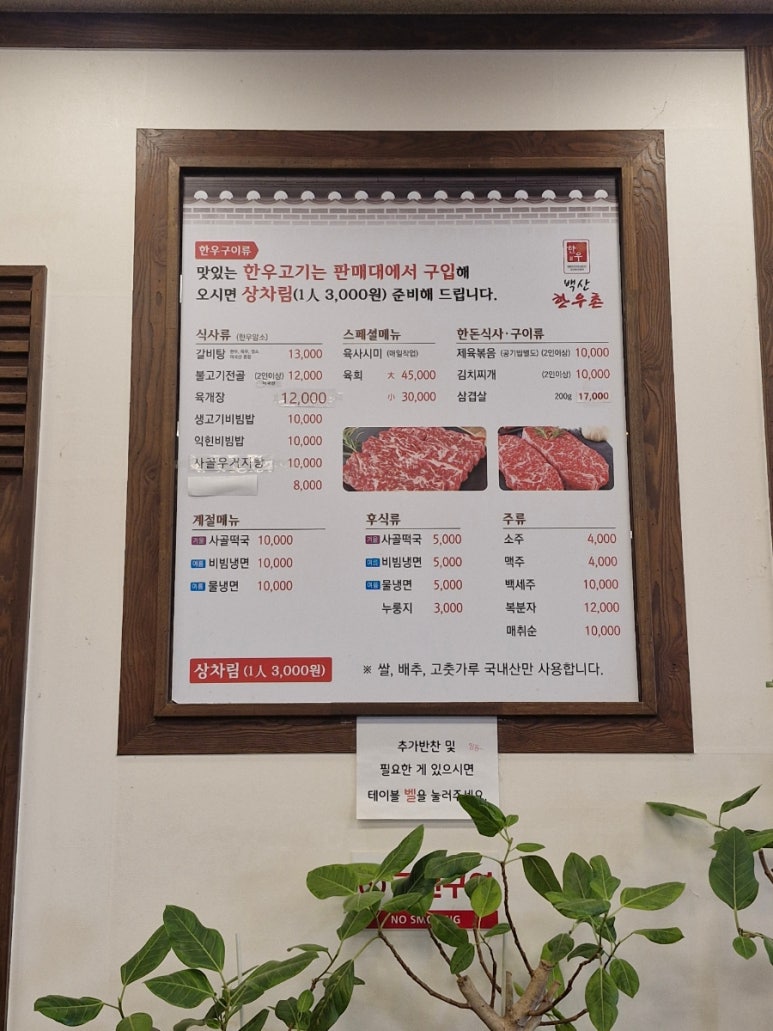 한우구이류
맛있는 한우고기는 판매대에서 구입해
오시면 상차림(1人 3,000원) 준비해 드립니다.
한우
백산
한우촌
식사류 (한우암소)
갈비탕 13,000
불고기전골 (2인이상) 12,000
육개장 12,000
생고기비빔밥 10,000
익힌비빔밥 10,000
사골우거지탕 10,000
8,000
스페셜메뉴
육사시미 (매일작업)
육회 大 45,000
小 30,000
한돈식사·구이류
제육볶음 (공기밥별도) (2인이상) 10,000
김치찌개 (2인이상) 10,000
삼겹살 200g 17,000
계절메뉴
겨울 사골떡국 10,000
여름 비빔냉면 10,000
여름 물냉면 10,000
후식류
겨울 사골떡국 5,000
여름 비빔냉면 5,000
여름 물냉면 5,000
누룽지 3,000
주류
소주 4,000
맥주 4,000
백세주 10,000
복분자 12,000
매취순 10,000
상차림 (1人 3,000원)
※ 쌀, 배추, 고춧가루 국내산만 사용합니다.
추가반찬 및
필요한 게 있으시면
테이블 벨을 눌러주세요
NO SMOKING